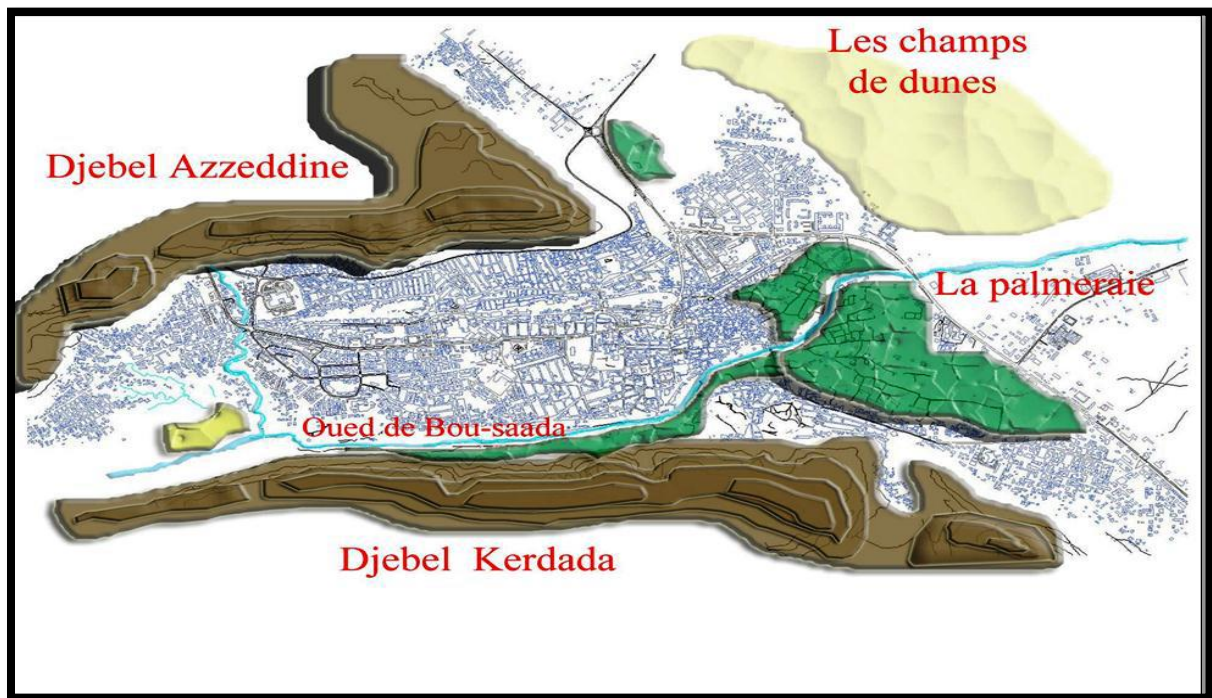 Les champs
de dunes
Djebel Azzeddine
La palmeraie
Oued de Bou-saada
Djebel Kerdada